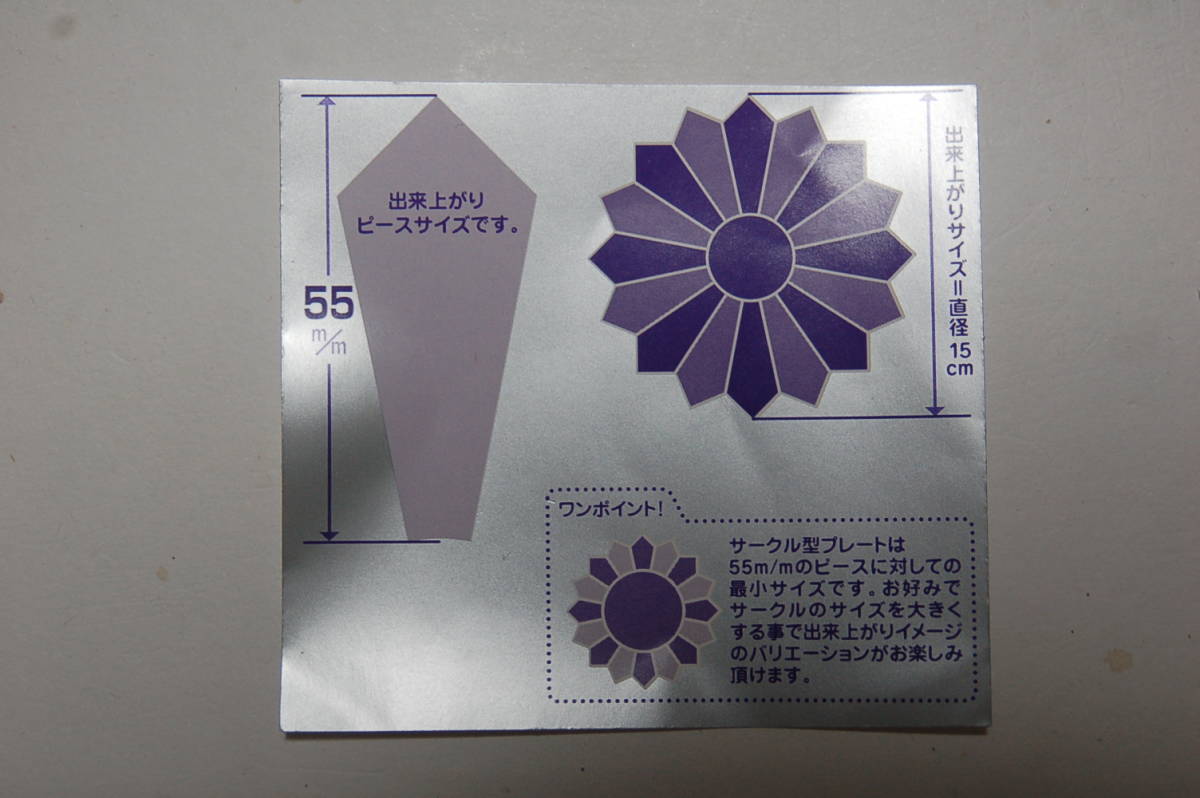 出来上がり
ピースサイズです。
55
m/m
出来上がりサイズ=直径15cm
ワンポイント!
サークル型プレートは
55m/mのピースに対しての
最小サイズです。お好みで
サークルのサイズを大きく
する事で出来上がりイメージ
のバリエーションがお楽しみ
頂けます。